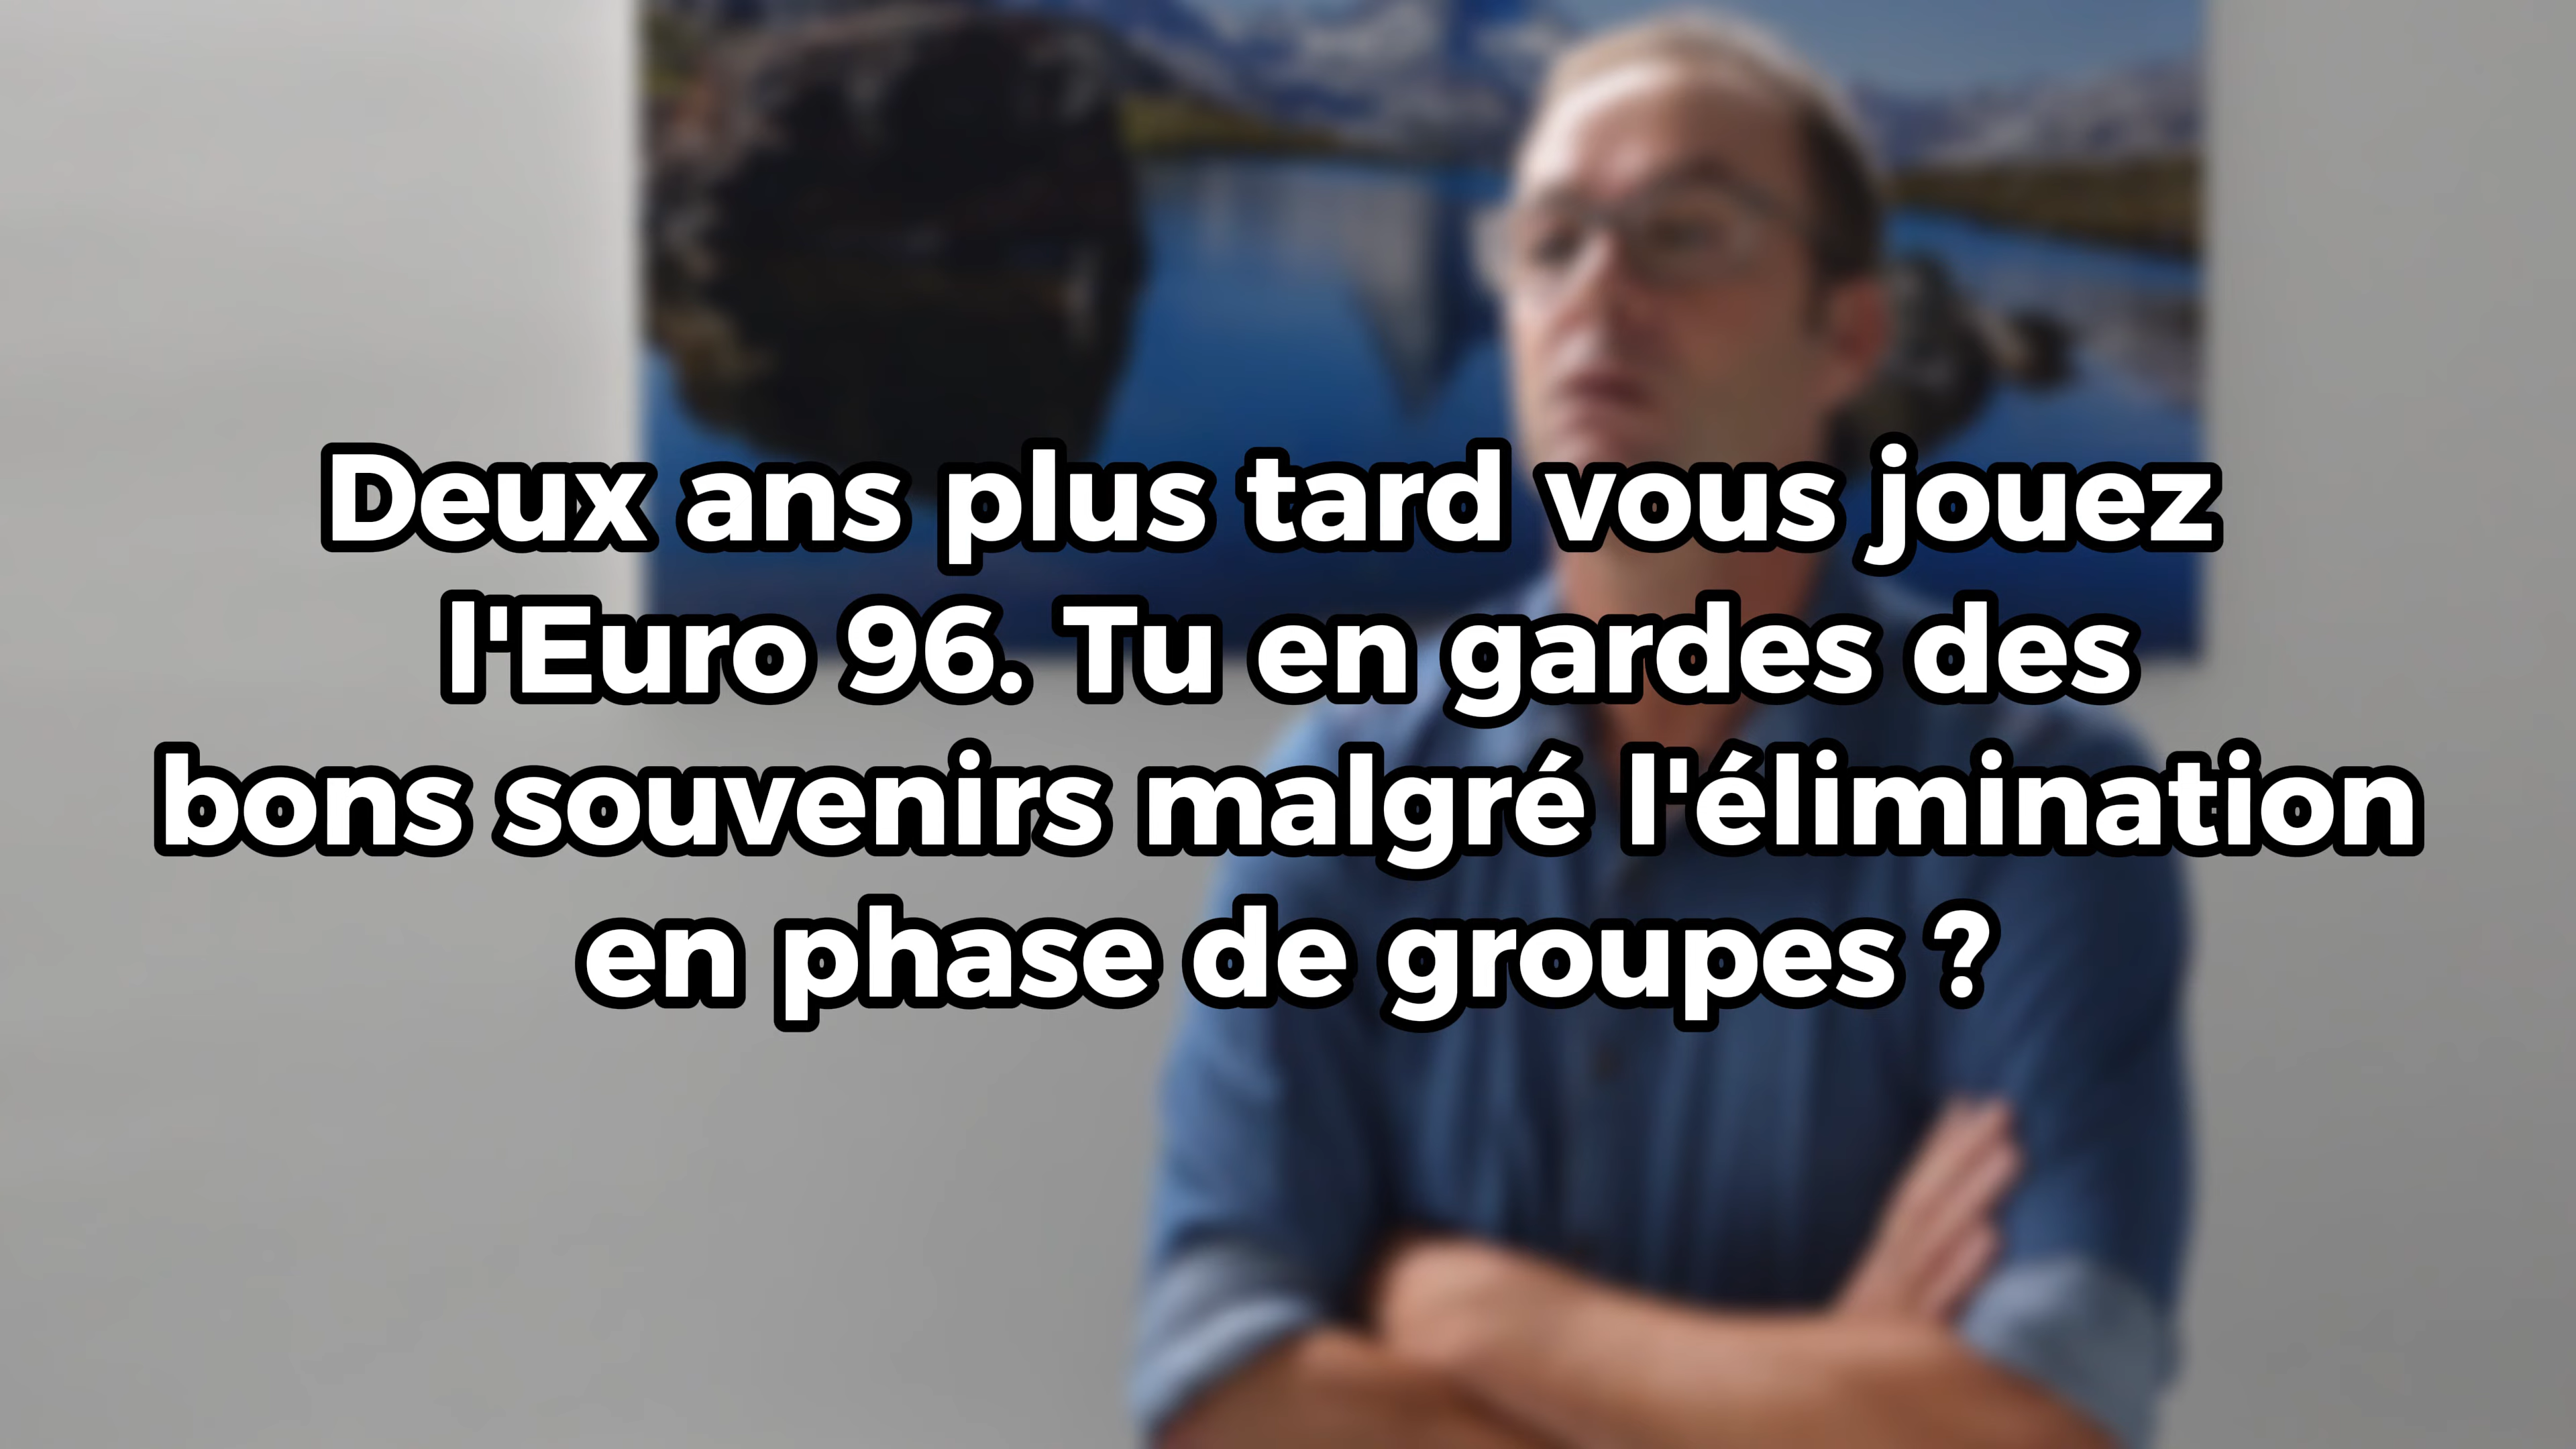 Deux ans plus tard vous jouez
l'Euro 96. Tu en gardes des
bons souvenirs malgré l'élimination
en phase de groupes ?